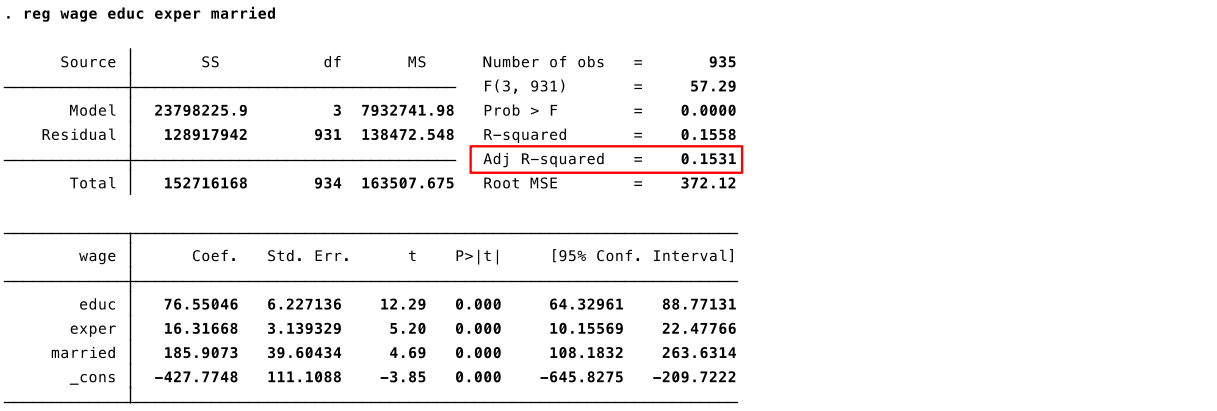 . reg wage educ exper married
Source SS df MS Number of obs = 935
F(3, 931) = 57.29
Model 23798225.9 3 7932741.98 Prob > F = 0.0000
Residual 128917942 931 138472.548 R-squared = 0.1558
Adj R-squared = 0.1531
Total 152716168 934 163507.675 Root MSE = 372.12
wage Coef. Std. Err. t P>|t| [95% Conf. Interval]
educ 76.55046 6.227136 12.29 0.000 64.32961 88.77131
exper 16.31668 3.139329 5.20 0.000 10.15569 22.47766
married 185.9073 39.60434 4.69 0.000 108.1832 263.6314
_cons -427.7748 111.1088 -3.85 0.000 -645.8275 -209.7222